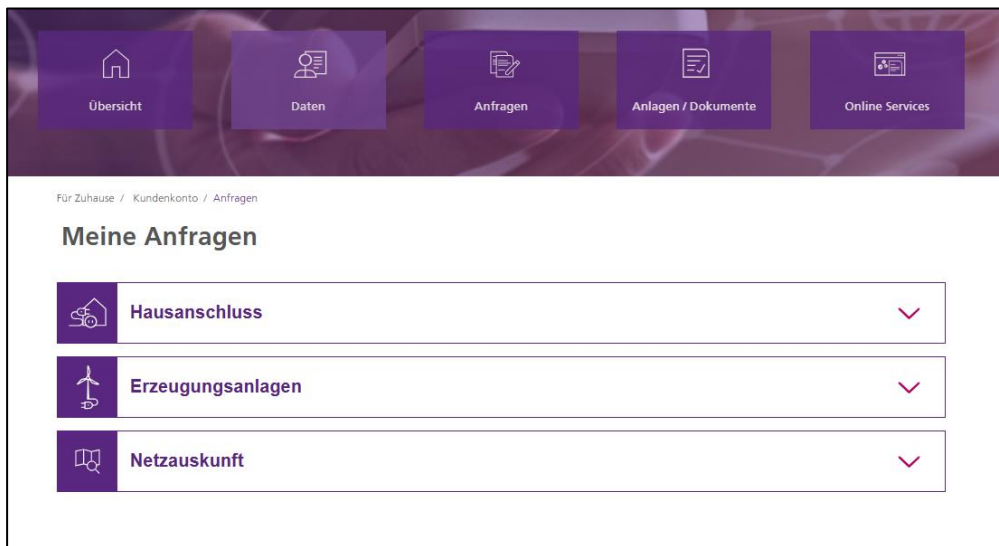 Übersicht
Daten
Anfragen
Anlagen / Dokumente
Online Services
Für Zuhause / Kundenkonto / Anfragen
Meine Anfragen
Hausanschluss
Erzeugungsanlagen
Netzauskunft